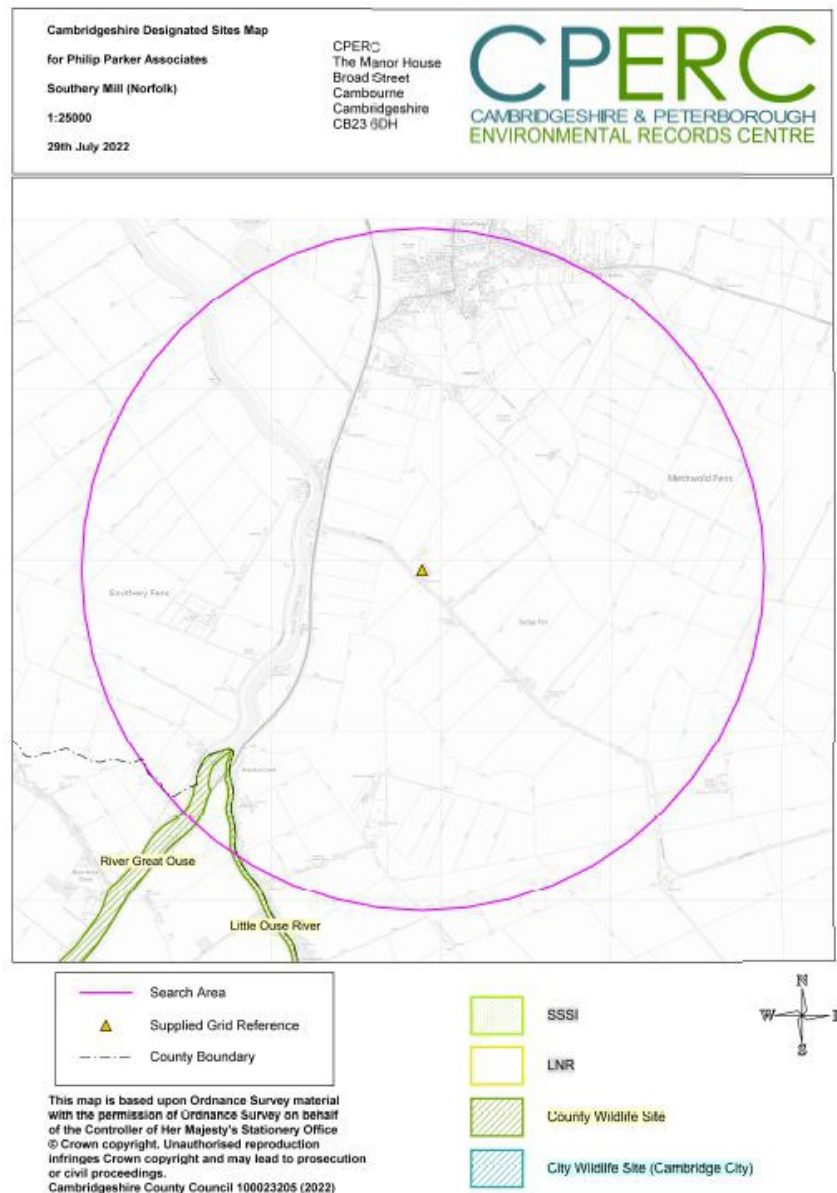 Cambridgeshire Designated Sites Map
for Philip Parker Associates
Southery Mill (Norfolk)
1:25000
29th July 2022
CPERC
The Manor House
Broad Street
Cambourne
Cambridgeshire
CB23 6DH
CPERC
CAMBRIDGESHIRE & PETERBOROUGH
ENVIRONMENTAL RECORDS CENTRE
Methwold Fens
Southery Fens
Sedge Fen
River Great Ouse
Little Ouse River
Search Area
Supplied Grid Reference
County Boundary
This map is based upon Ordnance Survey material
with the permission of Ordnance Survey on behalf
of the Controller of Her Majesty's Stationery Office
© Crown copyright. Unauthorised reproduction
infringes Crown copyright and may lead to prosecution
or civil proceedings.
Cambridgeshire County Council 100023205 (2022)
SSSI
LNR
County Wildlife Site
City Wildlife Site (Cambridge City)
N
W
E
S